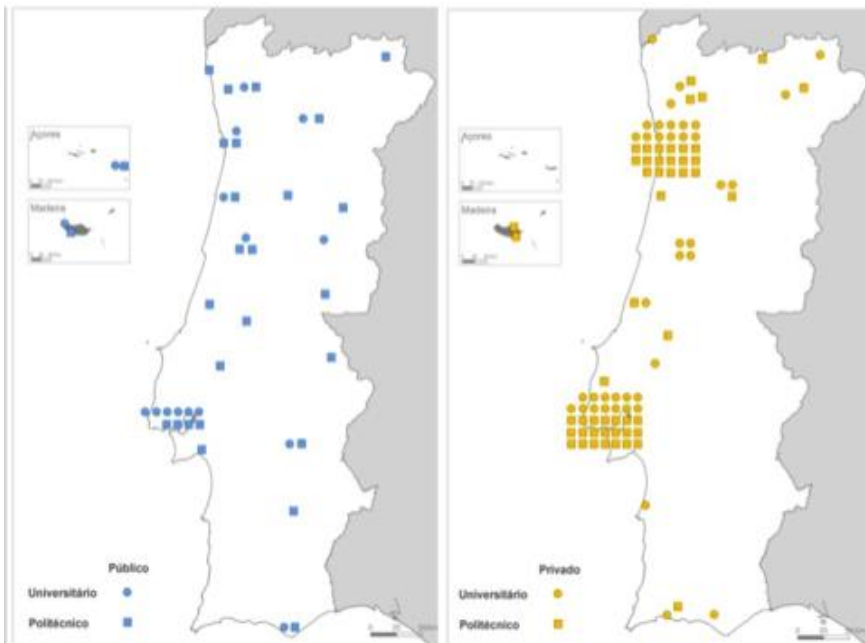 Açores
Madeira
Público
Universitário
Politécnico
Açores
Madeira
Privado
Universitário
Politécnico